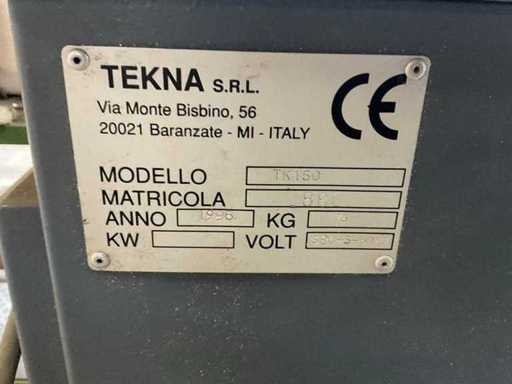 TEKNA S.R.L.
Via Monte Bisbino, 56
20021 Baranzate - MI - ITALY
CE
MODELLO TK150
MATRICOLA
ANNO 1996 KG
KW VOLT